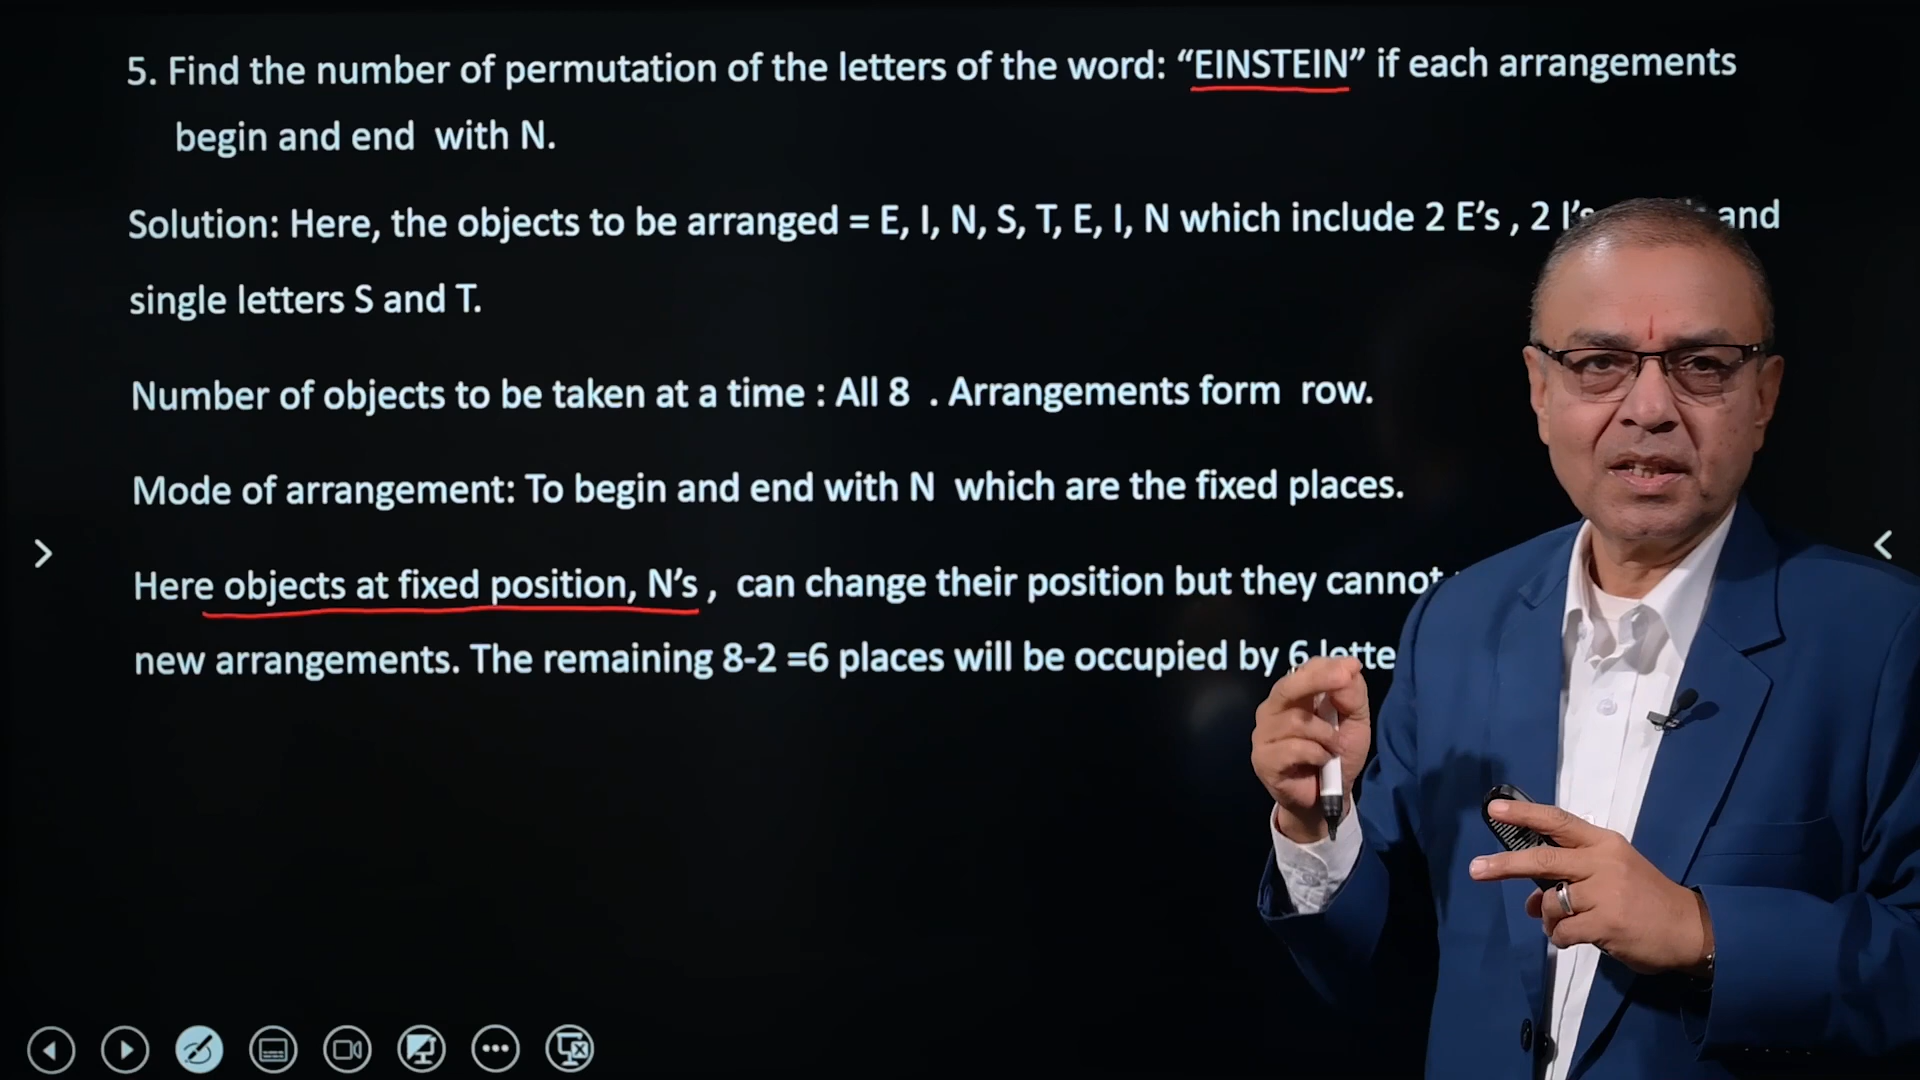 5. Find the number of permutation of the letters of the word: “EINSTEIN” if each arrangements
begin and end with N.
Solution: Here, the objects to be arranged = E, I, N, S, T, E, I, N which include 2 E’s , 2 I’s and
single letters S and T.
Number of objects to be taken at a time : All 8 . Arrangements form row.
Mode of arrangement: To begin and end with N which are the fixed places.
Here objects at fixed position, N’s , can change their position but they cannot
new arrangements. The remaining 8-2 =6 places will be occupied by 6